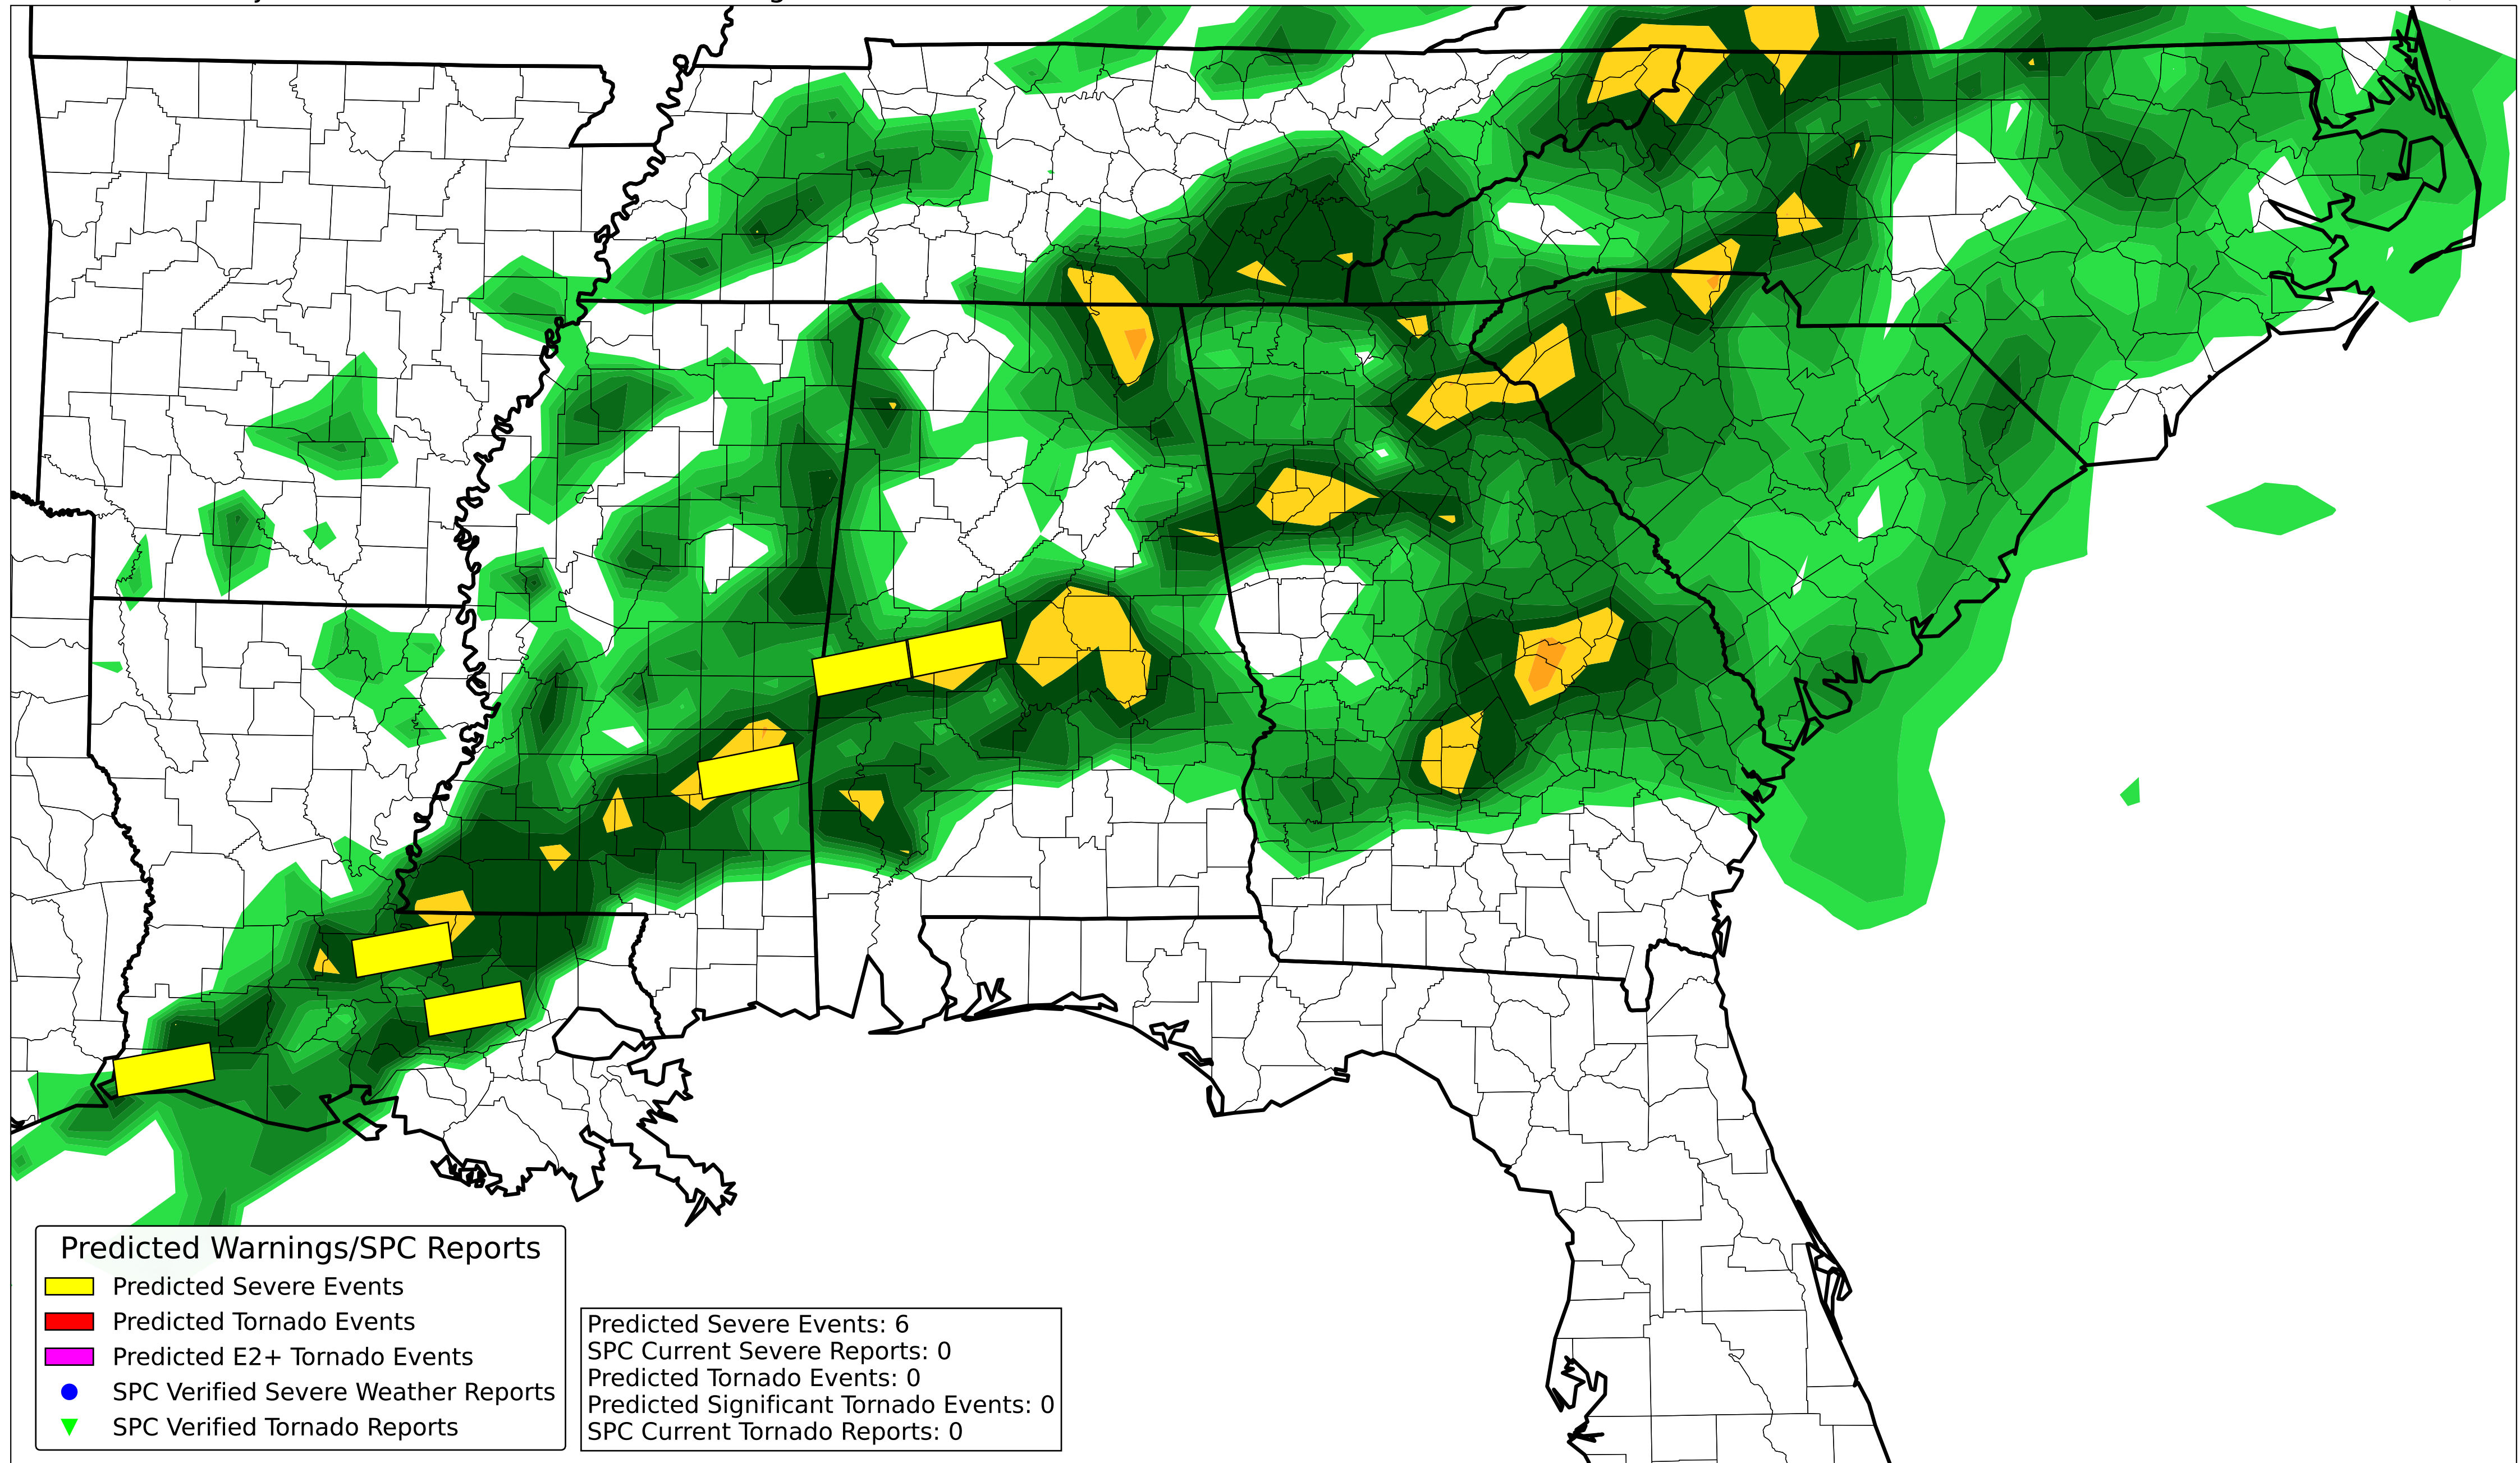 Predicted Warnings/SPC Reports
Predicted Severe Events
Predicted Tornado Events
Predicted E2+ Tornado Events
SPC Verified Severe Weather Reports
SPC Verified Tornado Reports
Predicted Severe Events: 6
SPC Current Severe Reports: 0
Predicted Tornado Events: 0
Predicted Significant Tornado Events: 0
SPC Current Tornado Reports: 0